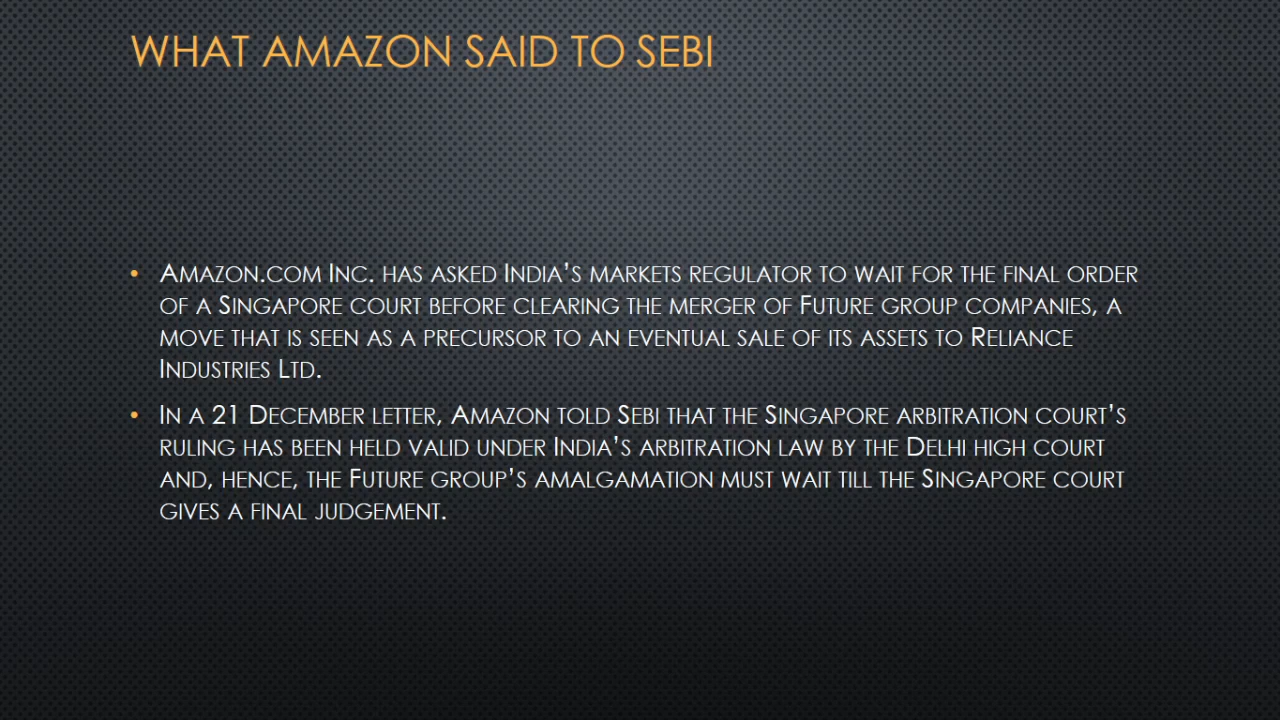 WHAT AMAZON SAID TO SEBI
• AMAZON.COM INC. HAS ASKED INDIA'S MARKETS REGULATOR TO WAIT FOR THE FINAL ORDER
OF A SINGAPORE COURT BEFORE CLEARING THE MERGER OF FUTURE GROUP COMPANIES, A
MOVE THAT IS SEEN AS A PRECURSOR TO AN EVENTUAL SALE OF ITS ASSETS TO RELIANCE
INDUSTRIES LTD.
• IN A 21 DECEMBER LETTER, AMAZON TOLD SEBI THAT THE SINGAPORE ARBITRATION COURT'S
RULING HAS BEEN HELD VALID UNDER INDIA'S ARBITRATION LAW BY THE DELHI HIGH COURT
AND, HENCE, THE FUTURE GROUP'S AMALGAMATION MUST WAIT TILL THE SINGAPORE COURT
GIVES A FINAL JUDGEMENT.